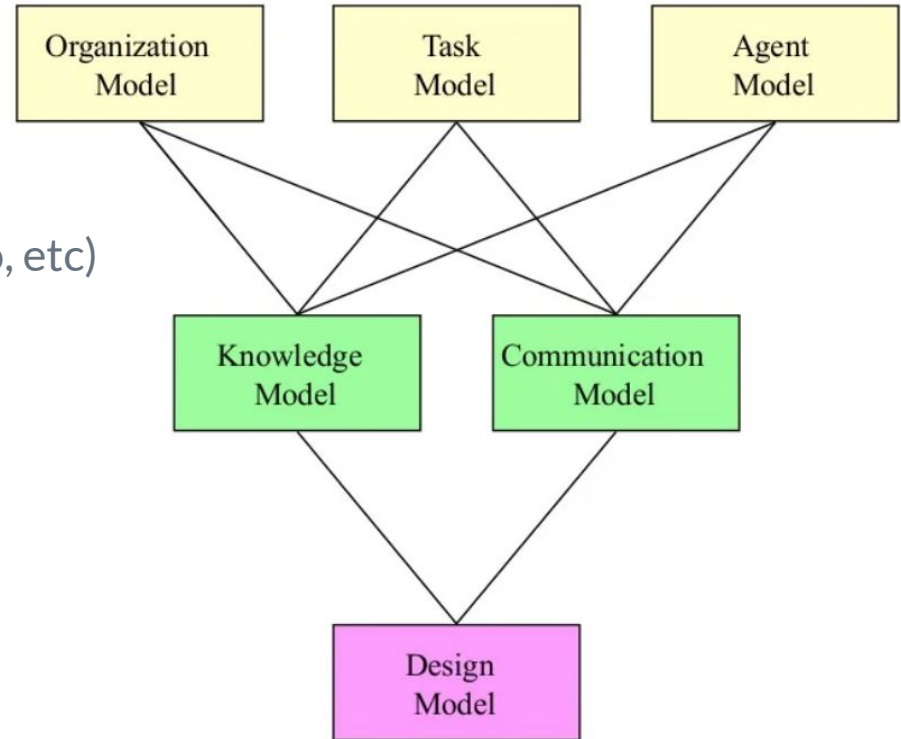 Organization
Model
Task
Model
Agent
Model
, etc)
Knowledge
Model
Communication
Model
Design
Model